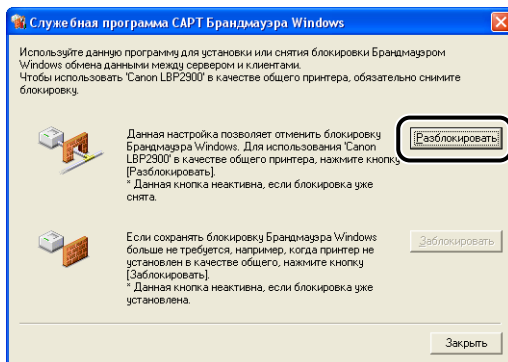 Служебная программа CAPT Брандмауэра Windows
Используйте данную программу для установки или снятия блокировки Брандмауэром
Windows обмена данными между сервером и клиентами.
Чтобы использовать 'Canon LBP2900' в качестве общего принтера, обязательно снимите
блокировку.
Данная настройка позволяет отменить блокировку
Брандмауэра Windows. Для использования 'Canon
LBP2900' в качестве общего принтера, нажмите кнопку
[Разблокировать].
* Данная кнопка неактивна, если блокировка уже
снята.
Разблокировать
Если сохранять блокировку Брандмауэра Windows
больше не требуется, например, когда принтер не
установлен в качестве общего, нажмите кнопку
[Заблокировать].
* Данная кнопка неактивна, если блокировка уже
установлена.
Заблокировать
Закрыть